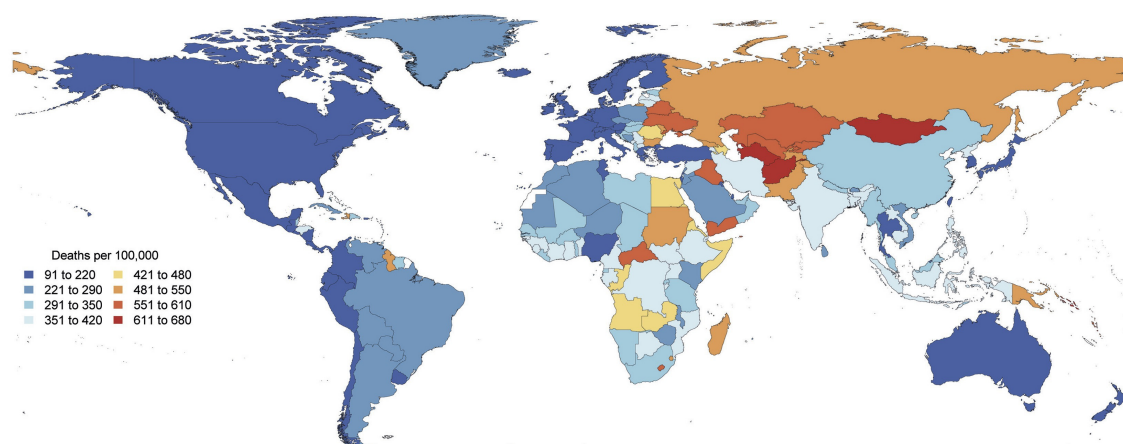 Deaths per 100,000
91 to 220 421 to 480
221 to 290 481 to 550
291 to 350 551 to 610
351 to 420 611 to 680